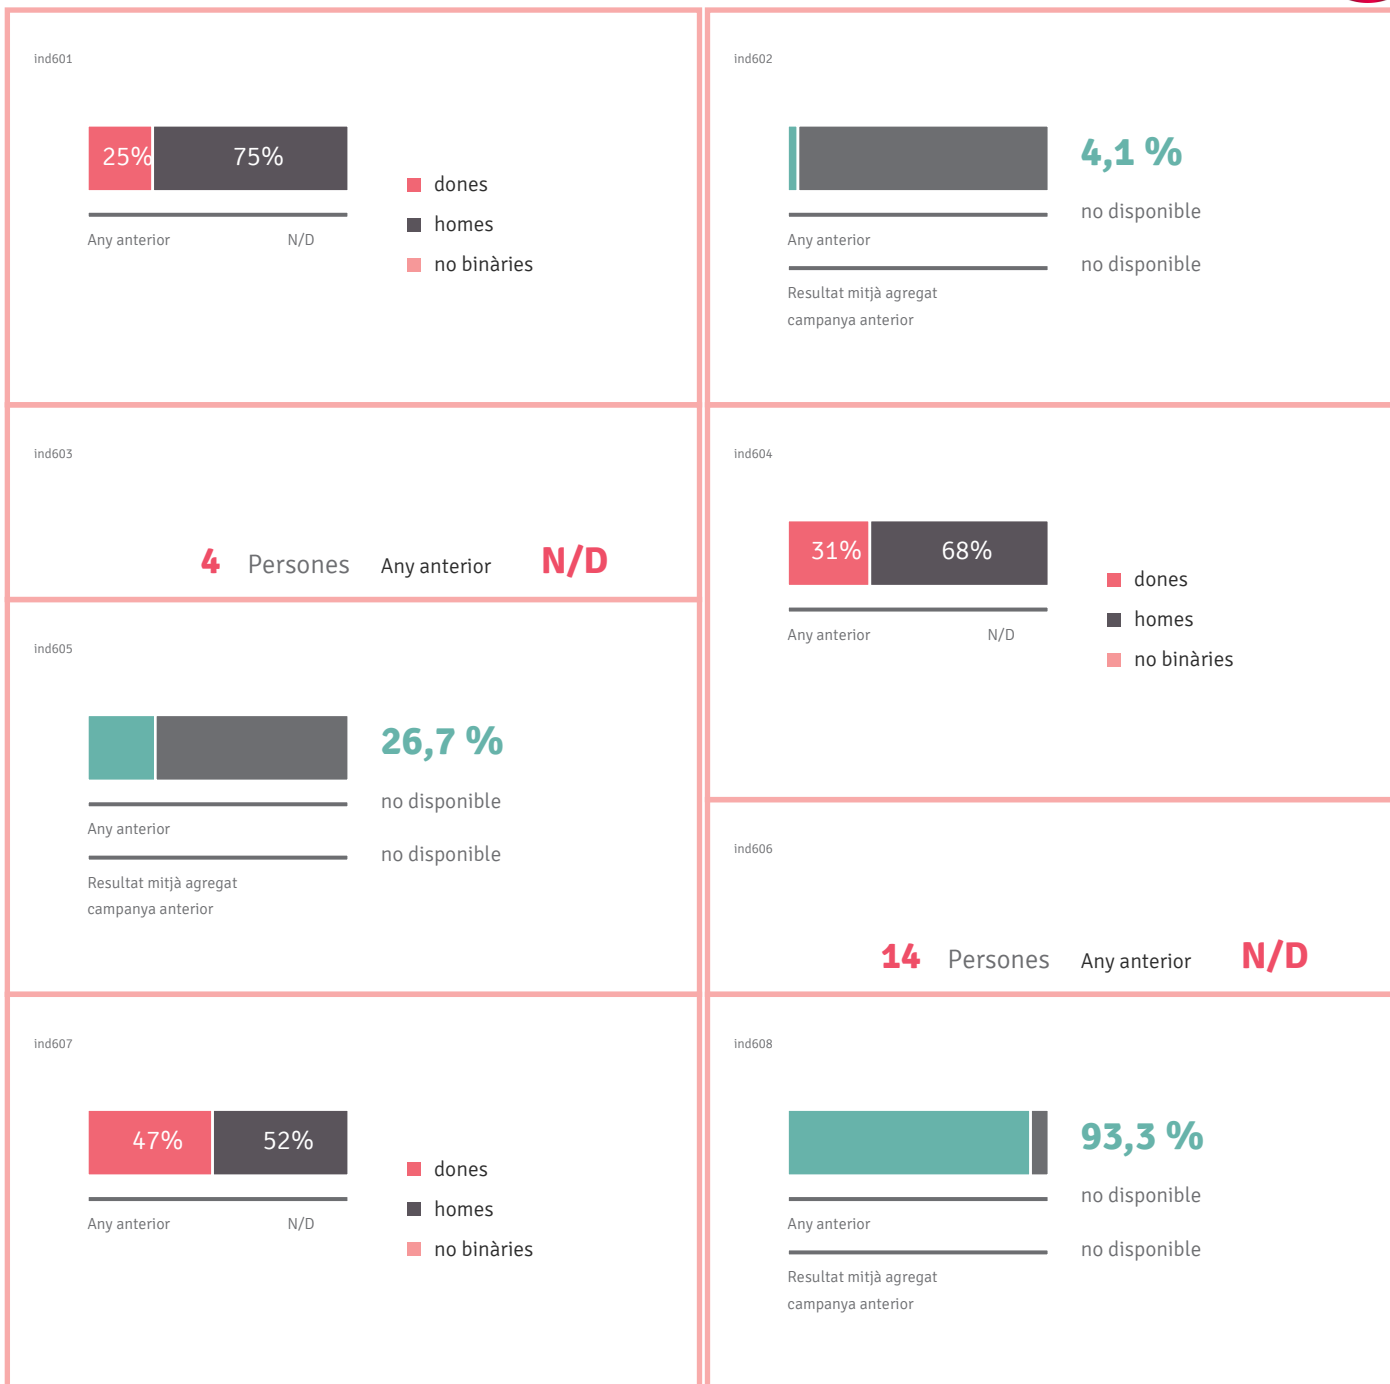 ind601
25% 75%
dones
homes
no binàries
Any anterior N/D
ind602
4,1 %
no disponible
Any anterior
no disponible
Resultat mitjà agregat
campanya anterior
ind603
4 Persones Any anterior N/D
ind604
31% 68%
dones
homes
no binàries
Any anterior N/D
ind605
26,7 %
no disponible
Any anterior
no disponible
Resultat mitjà agregat
campanya anterior
ind606
14 Persones Any anterior N/D
ind607
47% 52%
dones
homes
no binàries
Any anterior N/D
ind608
93,3 %
no disponible
Any anterior
no disponible
Resultat mitjà agregat
campanya anterior